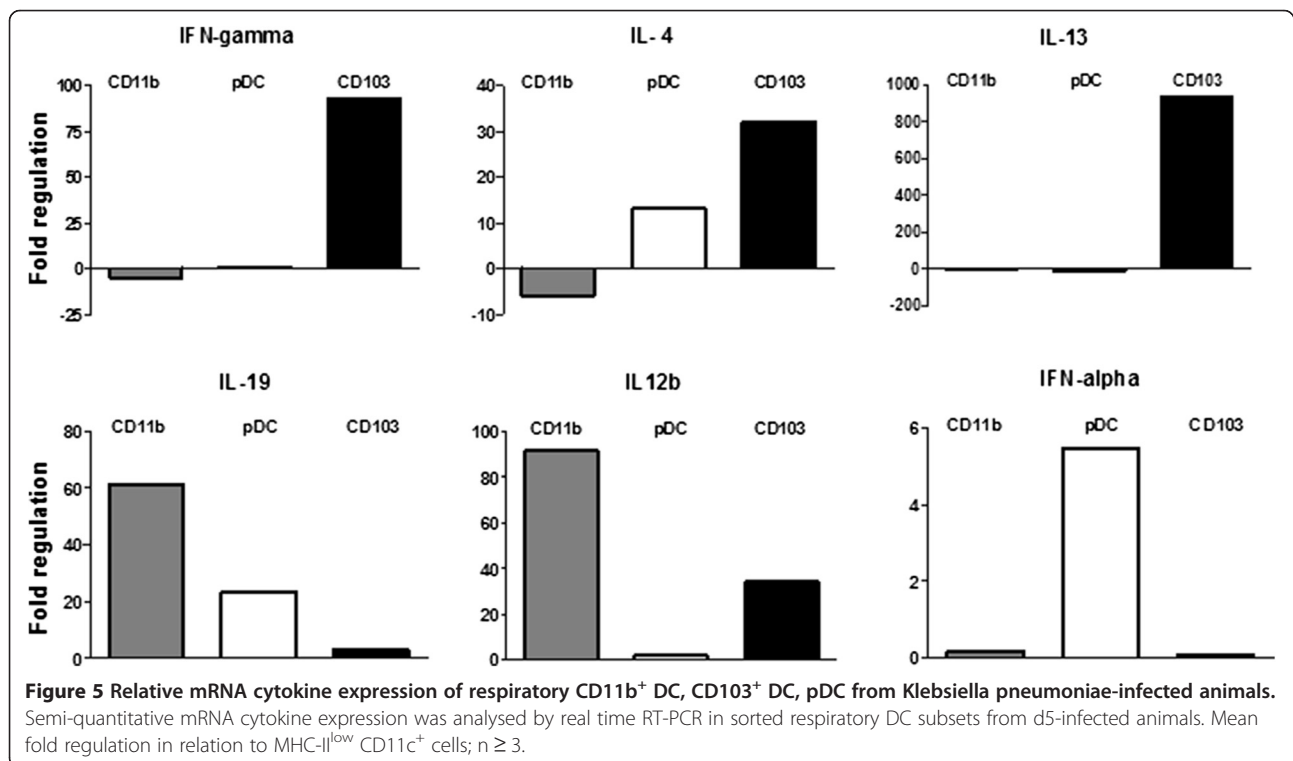 IFN-gamma
IL- 4
IL-13
Fold regulation
100
75
50
25
0
-25
CD11b pDC CD103
40
30
20
10
0
-10
CD11b pDC CD103
1000
800
600
400
200
0
-200
CD11b pDC CD103
IL-19
IL12b
IFN-alpha
Fold regulation
80
60
40
20
0
CD11b pDC CD103
100
80
60
40
20
0
CD11b pDC CD103
6
4
2
0
CD11b pDC CD103
Figure 5 Relative mRNA cytokine expression of respiratory CD11b⁺ DC, CD103⁺ DC, pDC from Klebsiella pneumoniae-infected animals.
Semi-quantitative mRNA cytokine expression was analysed by real time RT-PCR in sorted respiratory DC subsets from d5-infected animals. Mean
fold regulation in relation to MHC-IIˡᵒʷ CD11c⁺ cells; n ≥ 3.